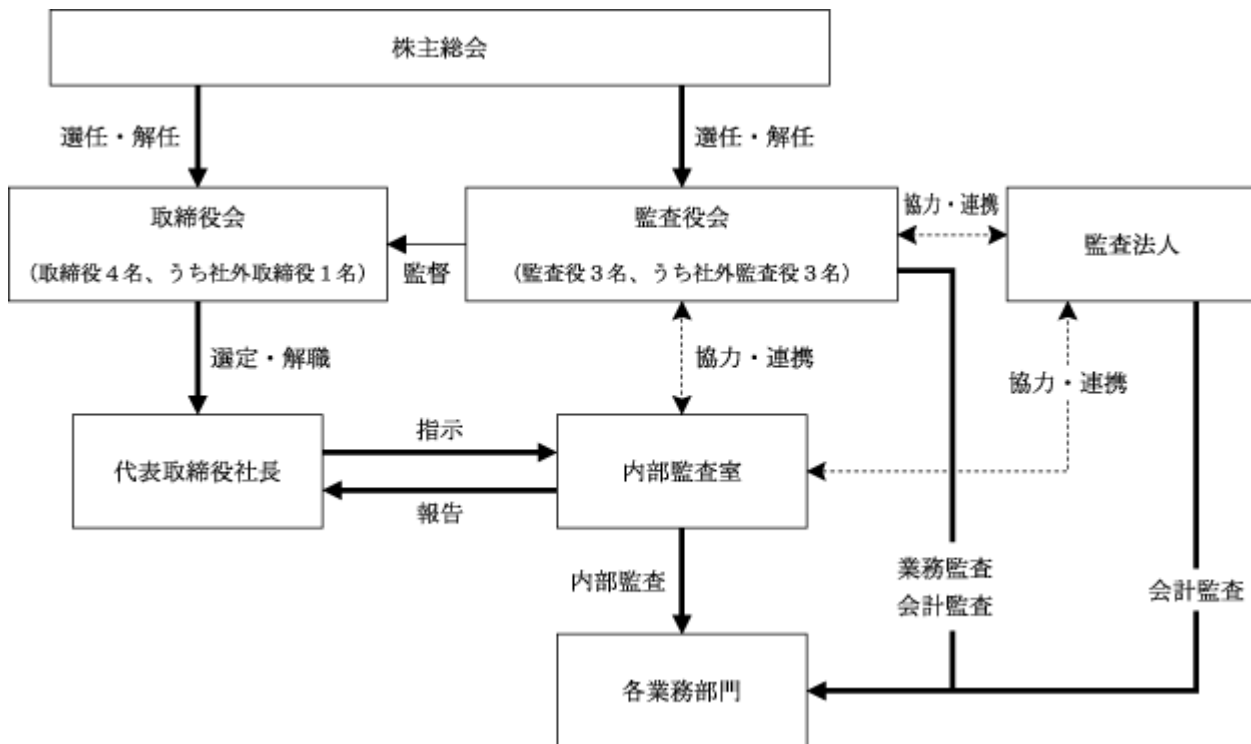 株主総会
選任・解任
選任・解任
取締役会
（取締役４名、うち社外取締役１名）
監督
監査役会
（監査役３名、うち社外監査役３名）
協力・連携
監査法人
選定・解職
協力・連携
協力・連携
代表取締役社長
指示
報告
内部監査室
内部監査
業務監査
会計監査
会計監査
各業務部門